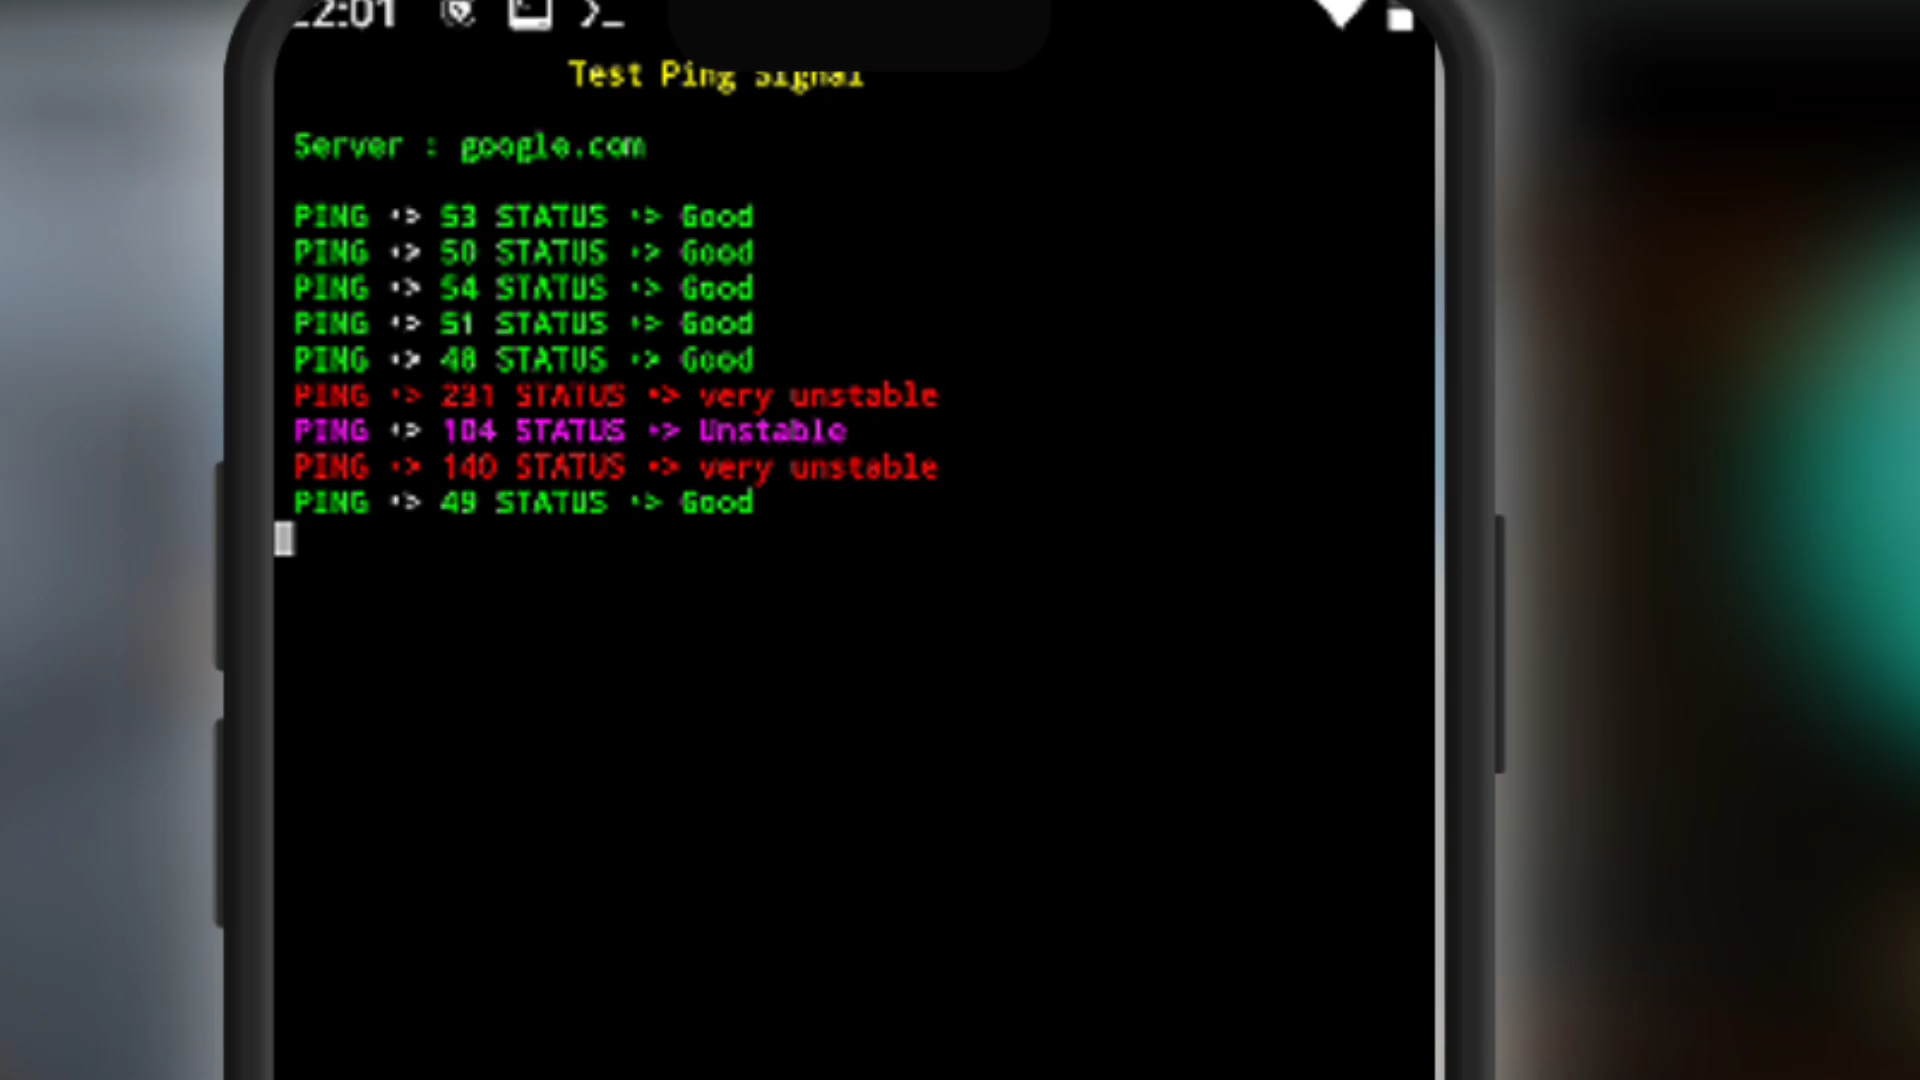 22:01 >_
Test Ping Signal
Server : google.com
PING => 53 STATUS => Good
PING => 50 STATUS => Good
PING => 54 STATUS => Good
PING => 51 STATUS => Good
PING => 48 STATUS => Good
PING => 231 STATUS => very unstable
PING => 104 STATUS => Unstable
PING => 140 STATUS => very unstable
PING => 49 STATUS => Good